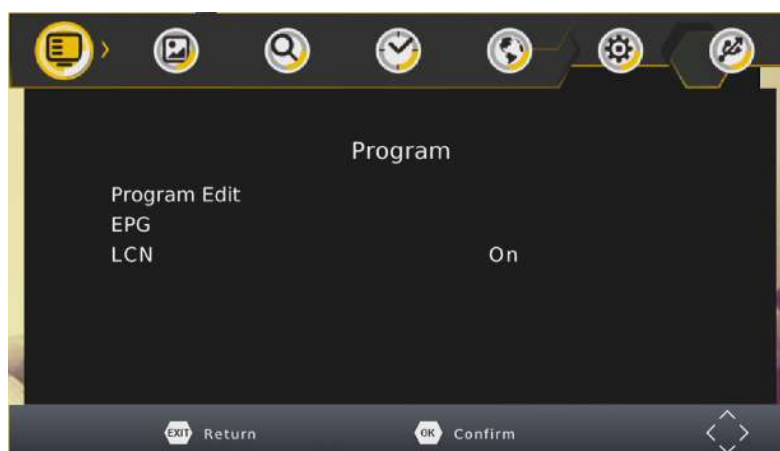 Program
Program Edit
EPG
LCN On
EXIT Return OK Confirm